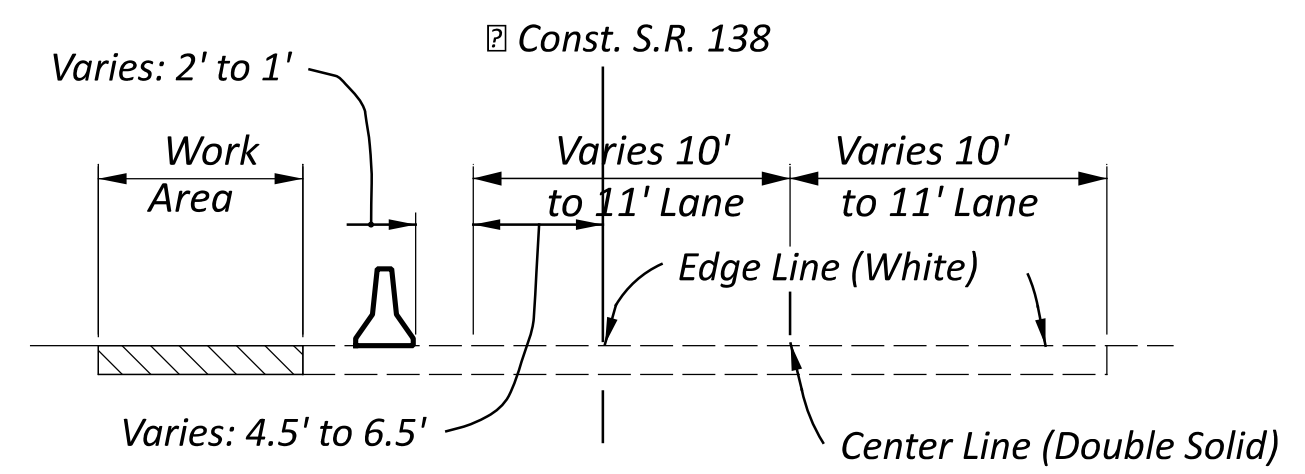 ⍰ Const. S.R. 138
Varies: 2' to 1'
Work
Area
Varies 10'
to 11' Lane
Varies 10'
to 11' Lane
Edge Line (White)
Varies: 4.5' to 6.5'
Center Line (Double Solid)